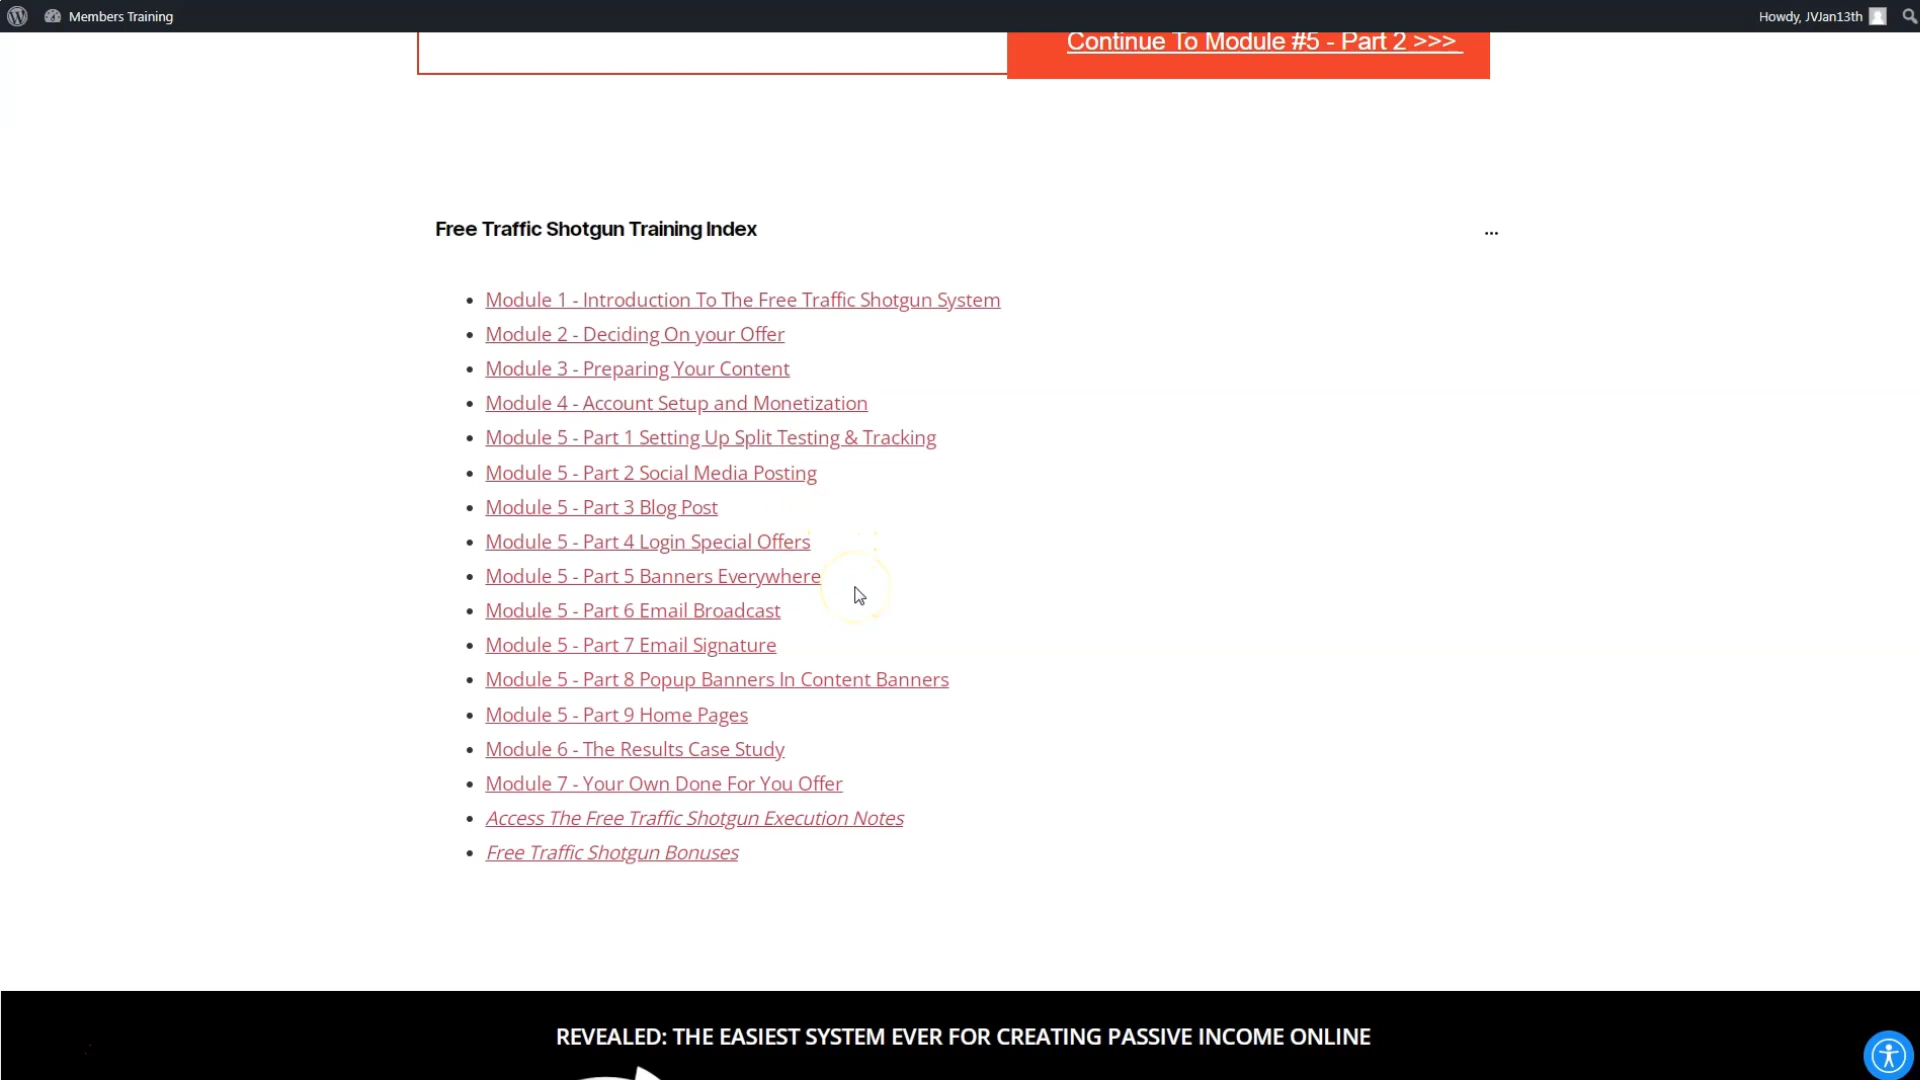 Members Training
Howdy, JVJan13th
Continue To Module #5 - Part 2 >>>
Free Traffic Shotgun Training Index
...
Module 1 - Introduction To The Free Traffic Shotgun System
Module 2 - Deciding On your Offer
Module 3 - Preparing Your Content
Module 4 - Account Setup and Monetization
Module 5 - Part 1 Setting Up Split Testing & Tracking
Module 5 - Part 2 Social Media Posting
Module 5 - Part 3 Blog Post
Module 5 - Part 4 Login Special Offers
Module 5 - Part 5 Banners Everywhere
Module 5 - Part 6 Email Broadcast
Module 5 - Part 7 Email Signature
Module 5 - Part 8 Popup Banners In Content Banners
Module 5 - Part 9 Home Pages
Module 6 - The Results Case Study
Module 7 - Your Own Done For You Offer
Access The Free Traffic Shotgun Execution Notes
Free Traffic Shotgun Bonuses
REVEALED: THE EASIEST SYSTEM EVER FOR CREATING PASSIVE INCOME ONLINE